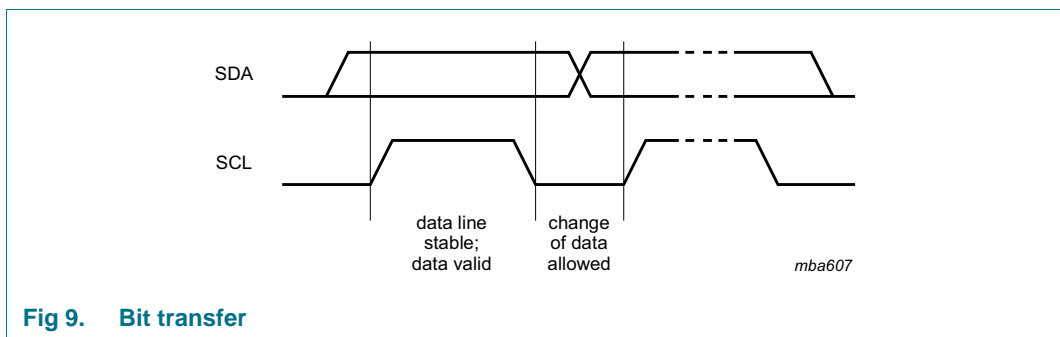 SDA
SCL
data line
stable;
data valid
change
of data
allowed
mba607
Fig 9. Bit transfer